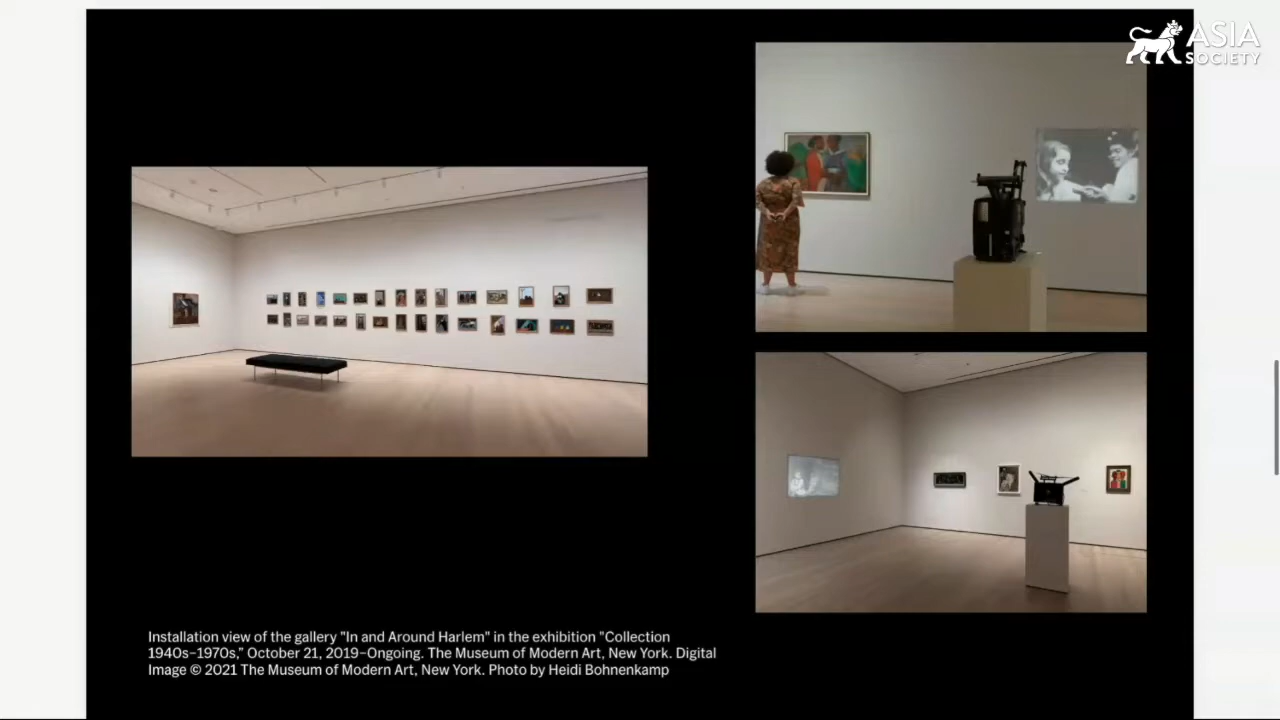 ASIA
SOCIETY
Installation view of the gallery "In and Around Harlem" in the exhibition "Collection
1940s–1970s,” October 21, 2019–Ongoing. The Museum of Modern Art, New York. Digital
Image © 2021 The Museum of Modern Art, New York. Photo by Heidi Bohnenkamp